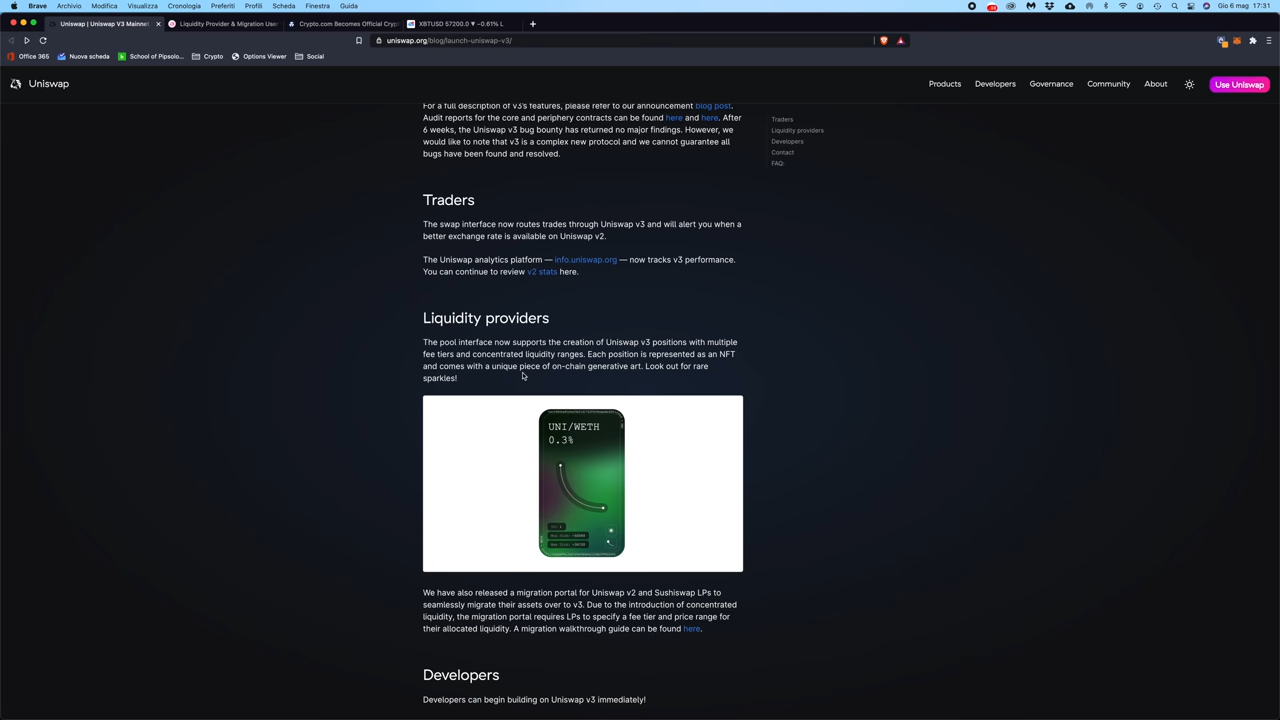 Brave Archivio Modifica Visualizza Cronologia Preferiti Profili Scheda Finestra Guida Gio 6 mag 17:31
Uniswap | Uniswap V3 Mainnet Liquidity Provider & Migration User Crypto.com Becomes Official Cryp XBTUSD 57200.0 ▼ −0.61% L
uniswap.org/blog/launch-uniswap-v3/
Office 365 Nuova scheda School of Pipsolo... Crypto Options Viewer Social
Uniswap Products Developers Governance Community About Use Uniswap
For a full description of v3's features, please refer to our announcement blog post.
Audit reports for the core and periphery contracts can be found here and here. After
6 weeks, the Uniswap v3 bug bounty has returned no major findings. However, we
would like to note that v3 is a complex new protocol and we cannot guarantee all
bugs have been found and resolved.
Traders
Liquidity providers
Developers
Contact
FAQ:
Traders
The swap interface now routes trades through Uniswap v3 and will alert you when a
better exchange rate is available on Uniswap v2.
The Uniswap analytics platform — info.uniswap.org — now tracks v3 performance.
You can continue to review v2 stats here.
Liquidity providers
The pool interface now supports the creation of Uniswap v3 positions with multiple
fee tiers and concentrated liquidity ranges. Each position is represented as an NFT
and comes with a unique piece of on-chain generative art. Look out for rare
sparkles!
UNI/WETH
0.3%
We have also released a migration portal for Uniswap v2 and Sushiswap LPs to
seamlessly migrate their assets over to v3. Due to the introduction of concentrated
liquidity, the migration portal requires LPs to specify a fee tier and price range for
their allocated liquidity. A migration walkthrough guide can be found here.
Developers
Developers can begin building on Uniswap v3 immediately!